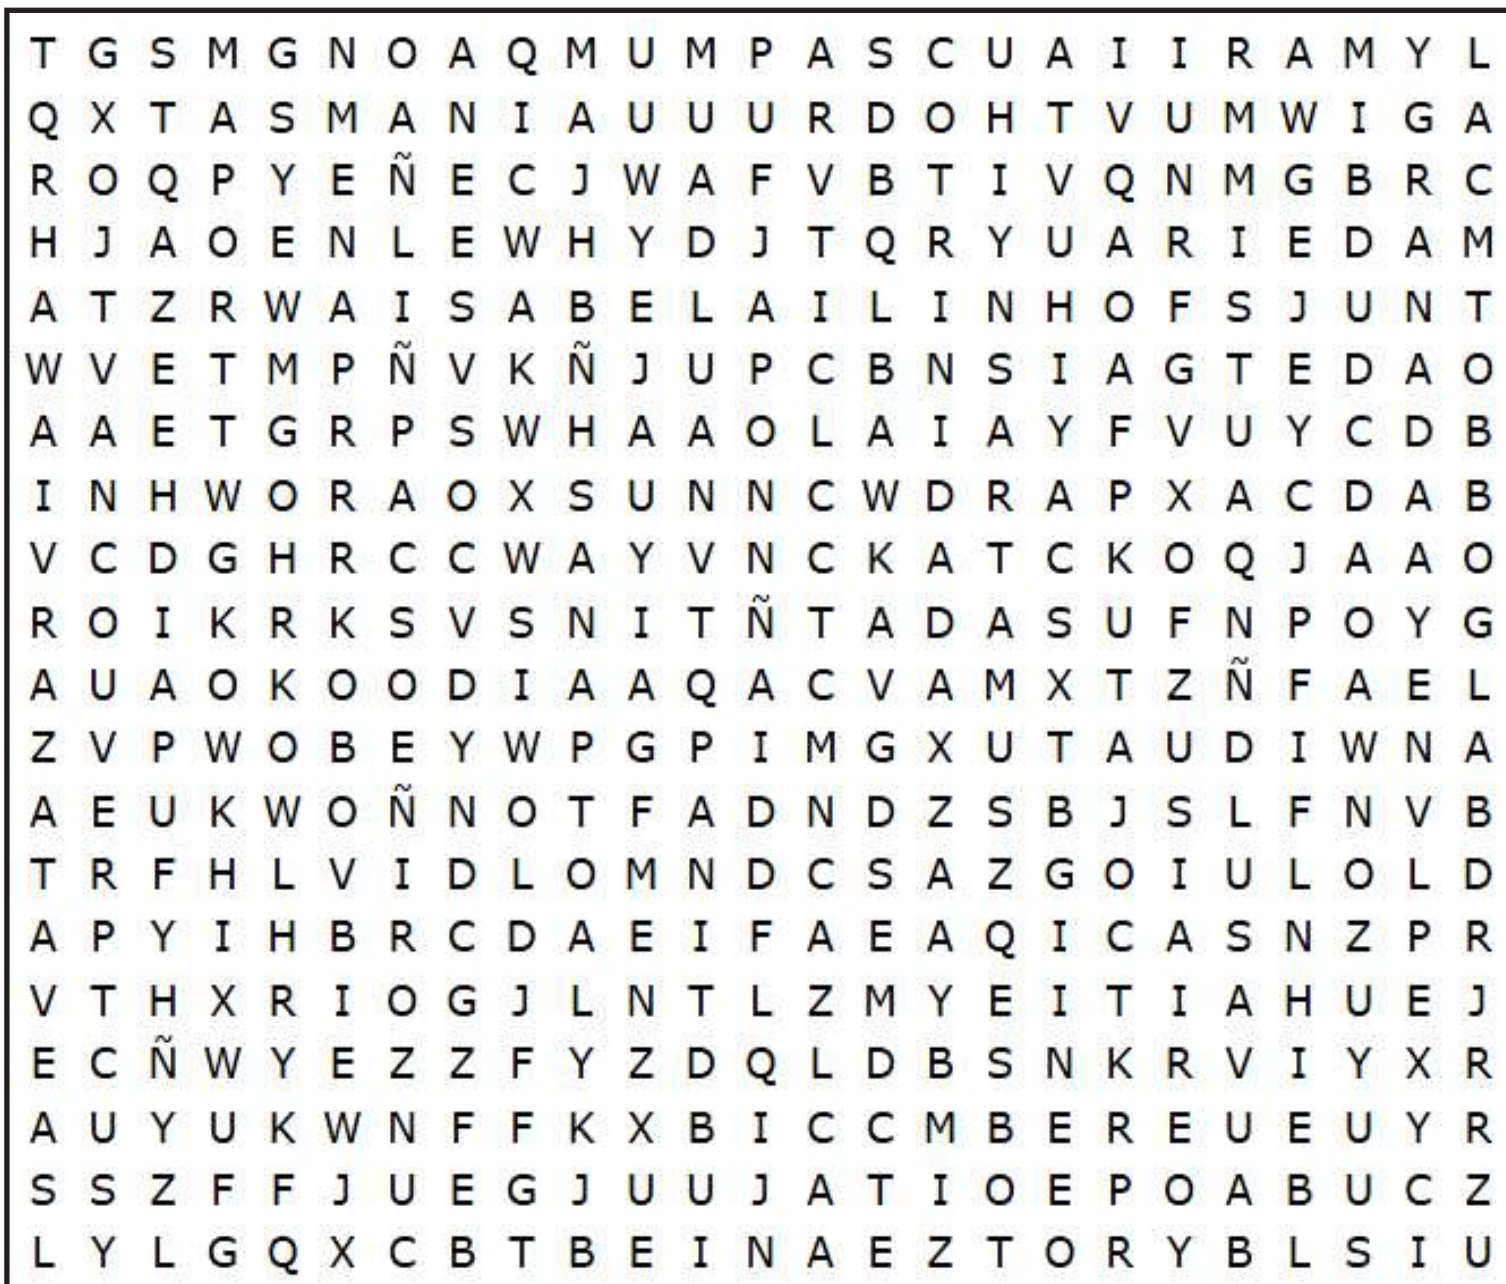 T G S M G N O A Q M U M P A S C U A I I R A M Y L
Q X T A S M A N I A U U U R D O H T V U M W I G A
R O Q P Y E Ñ E C J W A F V B T I V Q N M G B R C
H J A O E N L E W H Y D J T Q R Y U A R I E D A M
A T Z R W A I S A B E L A I L I N H O F S J U N T
W V E T M P Ñ V K Ñ J U P C B N S I A G T E D A O
A A E T G R P S W H A A O L A I A Y F V U Y C D B
I N H W O R A O X S U N N C W D R A P X A C D A B
V C D G H R C C W A Y V N C K A T C K O Q J A A O
R O I K R K S V S N I T Ñ T A D A S U F N P O Y G
A U A O K O O D I A A Q A C V A M X T Z Ñ F A E L
Z V P W O B E Y W P G P I M G X U T A U D I W N A
A E U K W O Ñ N O T F A D N D Z S B J S L F N V B
T R F H L V I D L O M N D C S A Z G O I U L O L D
A P Y I H B R C D A E I F A E A Q I C A S N Z P R
V T H X R I O G J L N T L Z M Y E I T I A H U E J
E C Ñ W Y E Z Z F Y Z D Q L D B S N K R V I Y X R
A U Y U K W N F F K X B I C C M B E R E U E U Y R
S S Z F F J U E G J U U J A T I O E P O A B U C Z
L Y L G Q X C B T B E I N A E Z T O R Y B L S I U